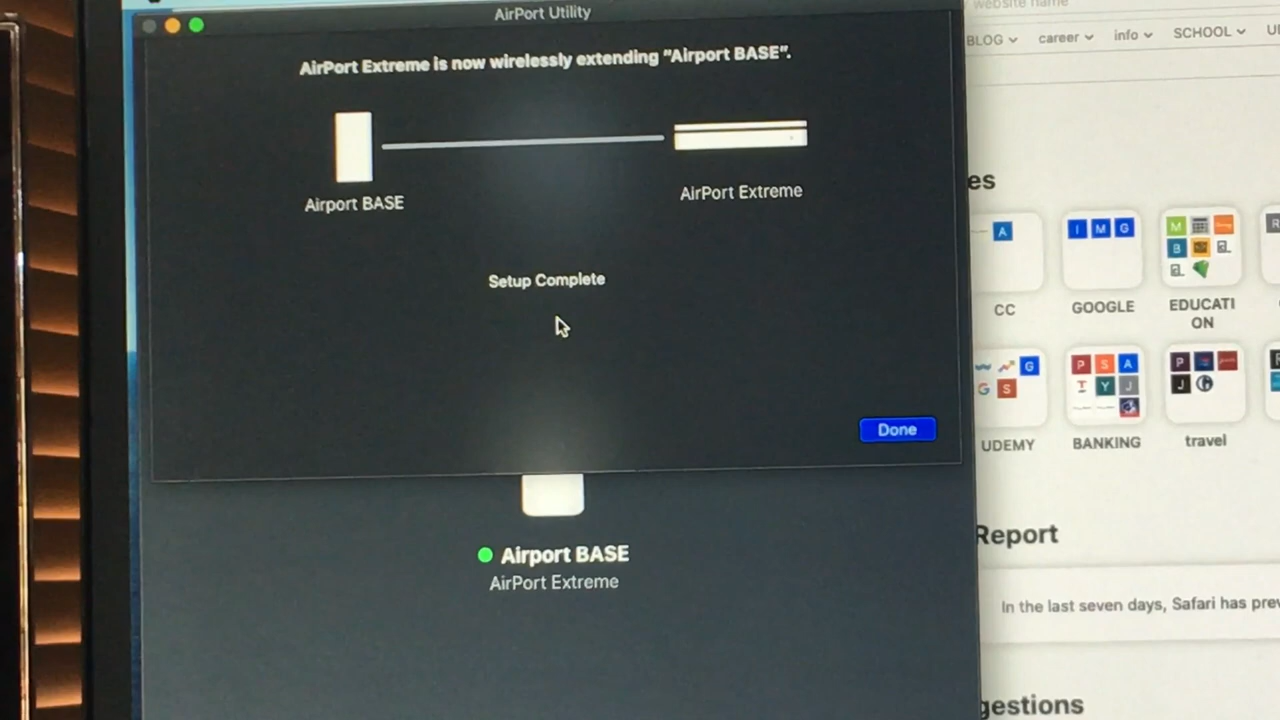 AirPort Utility
AirPort Extreme is now wirelessly extending "Airport BASE".
Airport BASE
AirPort Extreme
Setup Complete
Done
Airport BASE
AirPort Extreme
website name
BLOG
career
info
SCHOOL
es
A
I M G
M
B
CC
GOOGLE
EDUCATI
ON
G
G S
P S A
T Y J
P
J
UDEMY
BANKING
travel
Report
In the last seven days, Safari has prev
gestions